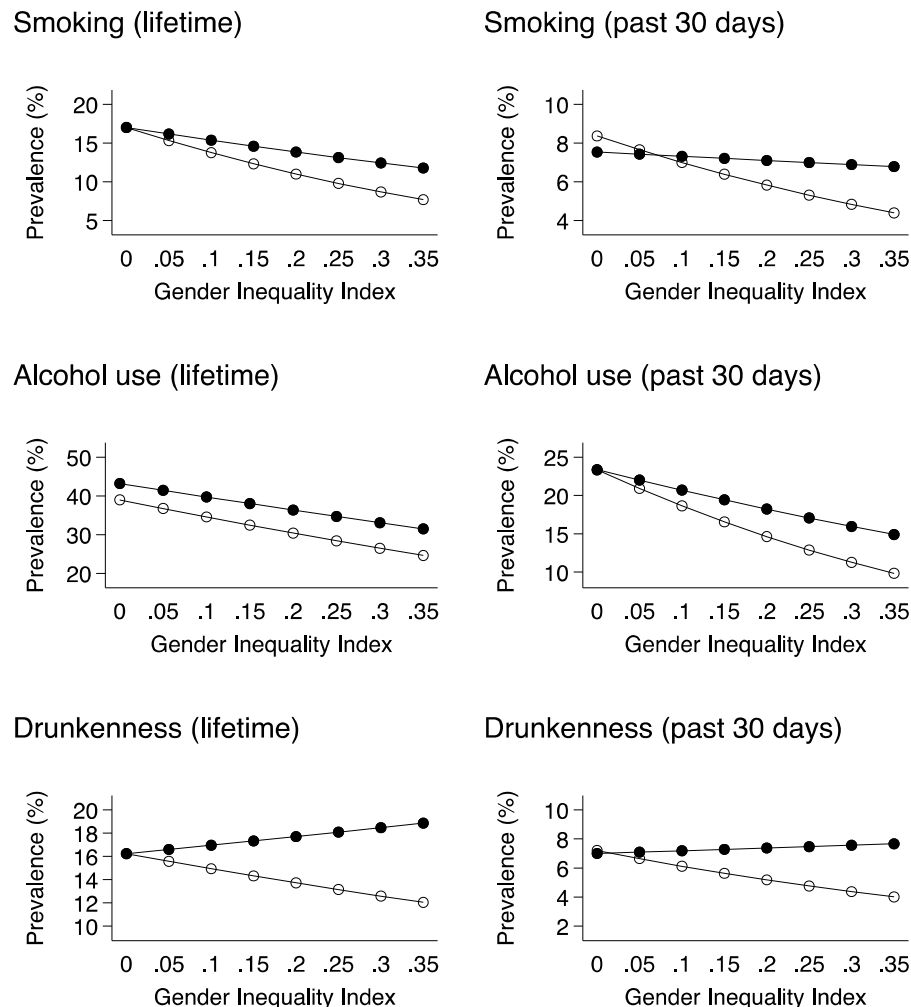 Smoking (lifetime)
Prevalence (%)
20
15
10
5
0 .05 .1 .15 .2 .25 .3 .35
Gender Inequality Index
Smoking (past 30 days)
Prevalence (%)
10
8
6
4
0 .05 .1 .15 .2 .25 .3 .35
Gender Inequality Index
Alcohol use (lifetime)
Prevalence (%)
50
40
30
20
0 .05 .1 .15 .2 .25 .3 .35
Gender Inequality Index
Alcohol use (past 30 days)
Prevalence (%)
25
20
15
10
0 .05 .1 .15 .2 .25 .3 .35
Gender Inequality Index
Drunkenness (lifetime)
Prevalence (%)
20
18
16
14
12
10
0 .05 .1 .15 .2 .25 .3 .35
Gender Inequality Index
Drunkenness (past 30 days)
Prevalence (%)
10
8
6
4
2
0 .05 .1 .15 .2 .25 .3 .35
Gender Inequality Index